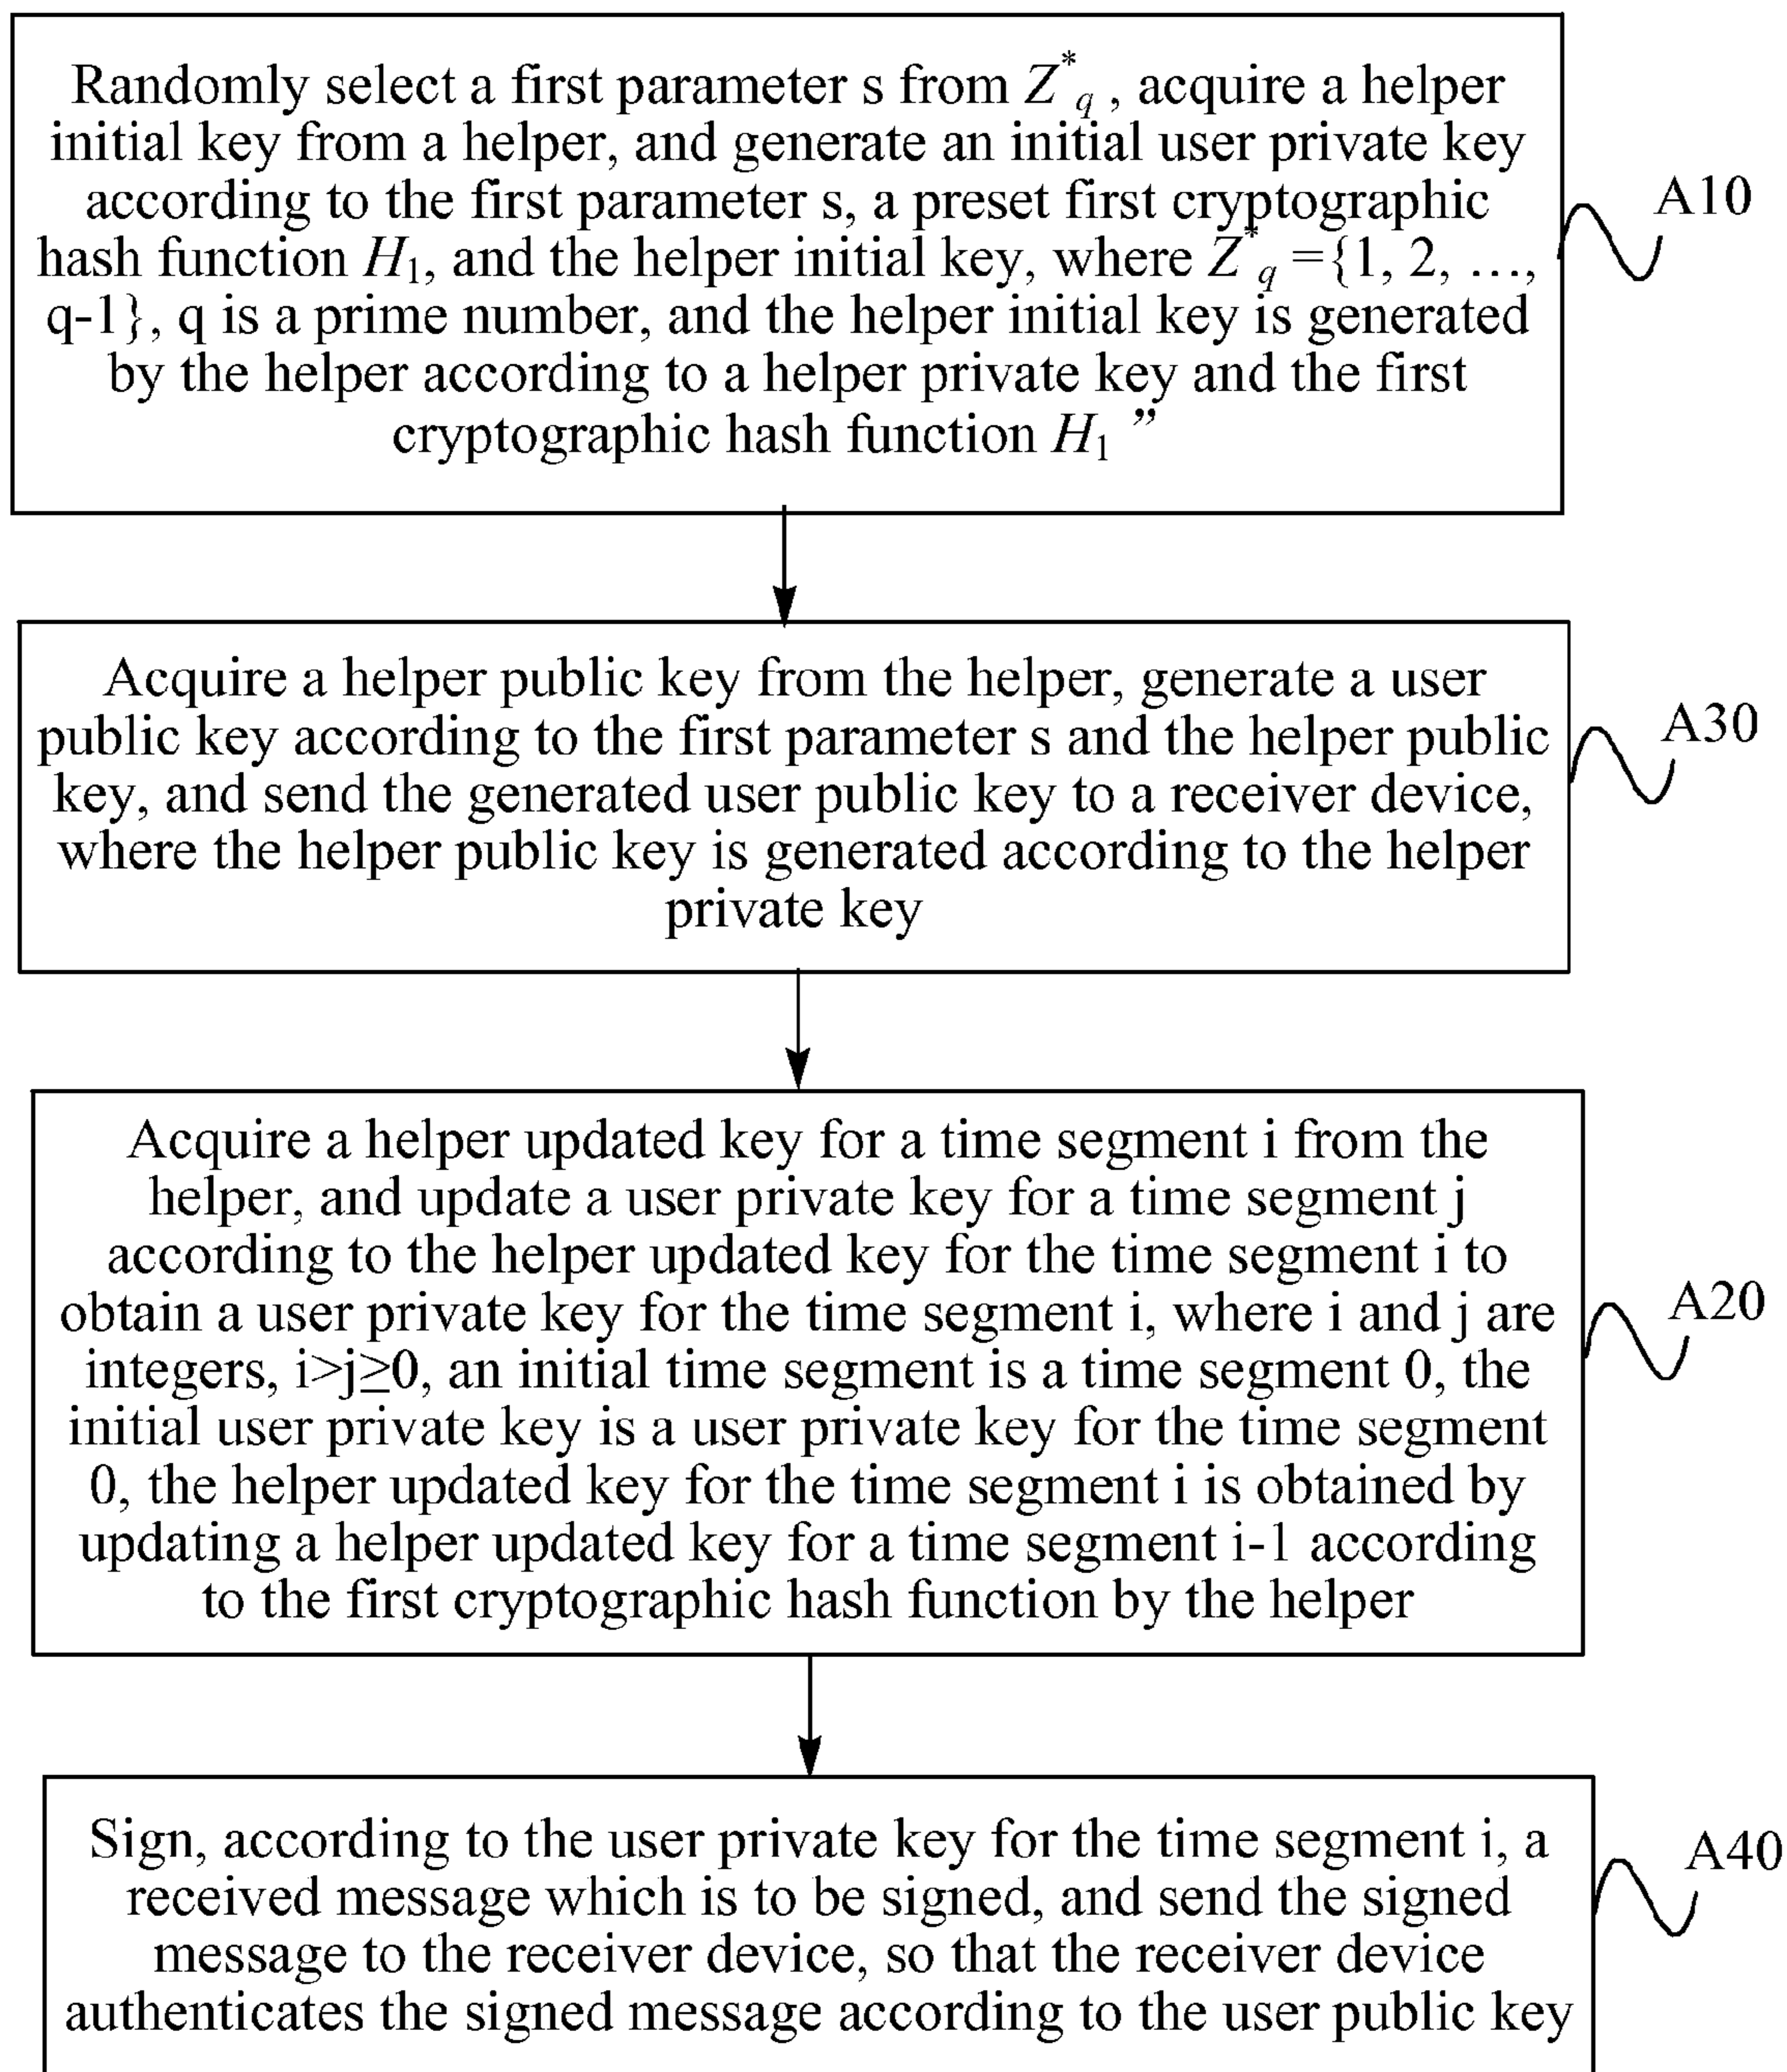 Randomly select a first parameter s from Z*q , acquire a helper
initial key from a helper, and generate an initial user private key
according to the first parameter s, a preset first cryptographic
hash function H1, and the helper initial key, where Z*q ={1, 2, …,
q-1}, q is a prime number, and the helper initial key is generated
by the helper according to a helper private key and the first
cryptographic hash function H1 ”
A10
Acquire a helper public key from the helper, generate a user
public key according to the first parameter s and the helper public
key, and send the generated user public key to a receiver device,
where the helper public key is generated according to the helper
private key
A30
Acquire a helper updated key for a time segment i from the
helper, and update a user private key for a time segment j
according to the helper updated key for the time segment i to
obtain a user private key for the time segment i, where i and j are
integers, i>j≥0, an initial time segment is a time segment 0, the
initial user private key is a user private key for the time segment
0, the helper updated key for the time segment i is obtained by
updating a helper updated key for a time segment i-1 according
to the first cryptographic hash function by the helper
A20
Sign, according to the user private key for the time segment i, a
received message which is to be signed, and send the signed
message to the receiver device, so that the receiver device
authenticates the signed message according to the user public key
A40